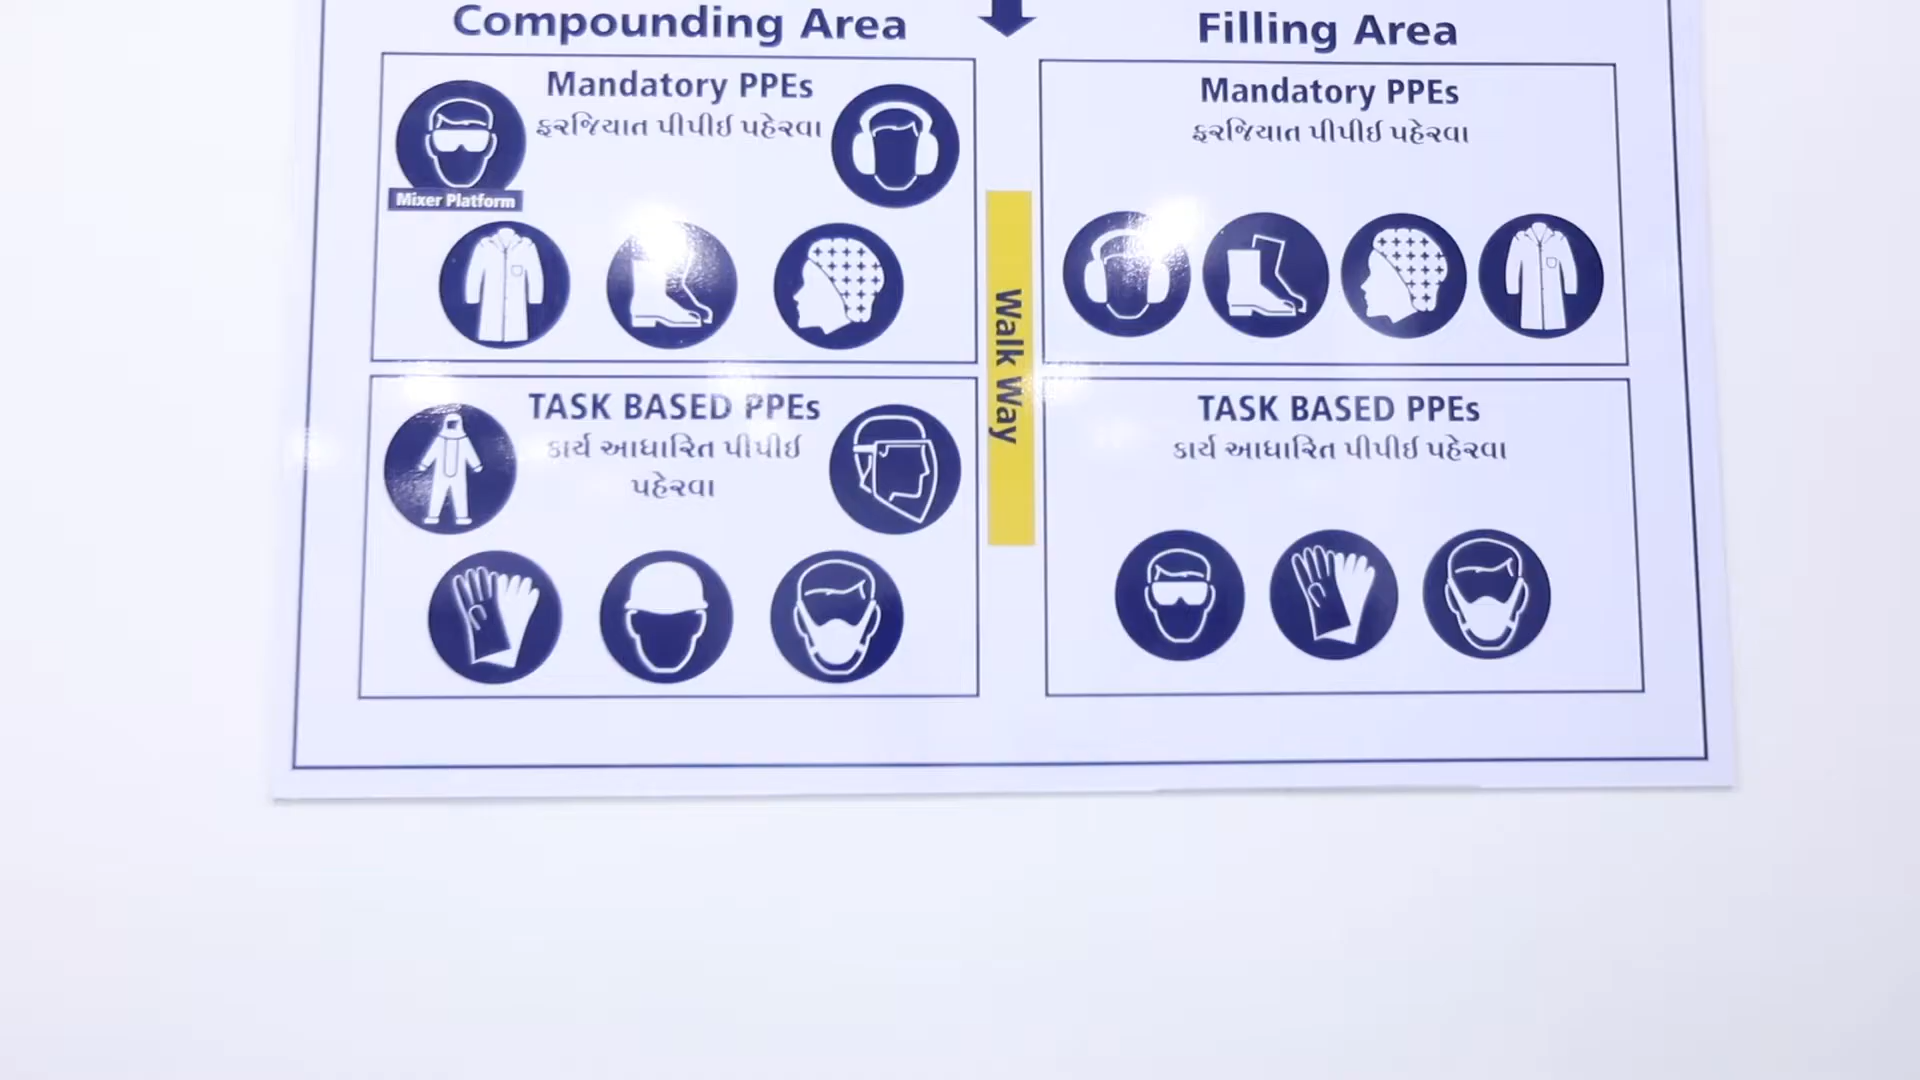 Compounding Area
Mandatory PPEs
ફરજિયાત પીપીઈ પહેરવા
Mixer Platform
TASK BASED PPEs
કાર્ય આધારિત પીપીઈ
પહેરવા
Walk Way
Filling Area
Mandatory PPEs
ફરજિયાત પીપીઈ પહેરવા
TASK BASED PPEs
કાર્ય આધારિત પીપીઈ પહેરવા